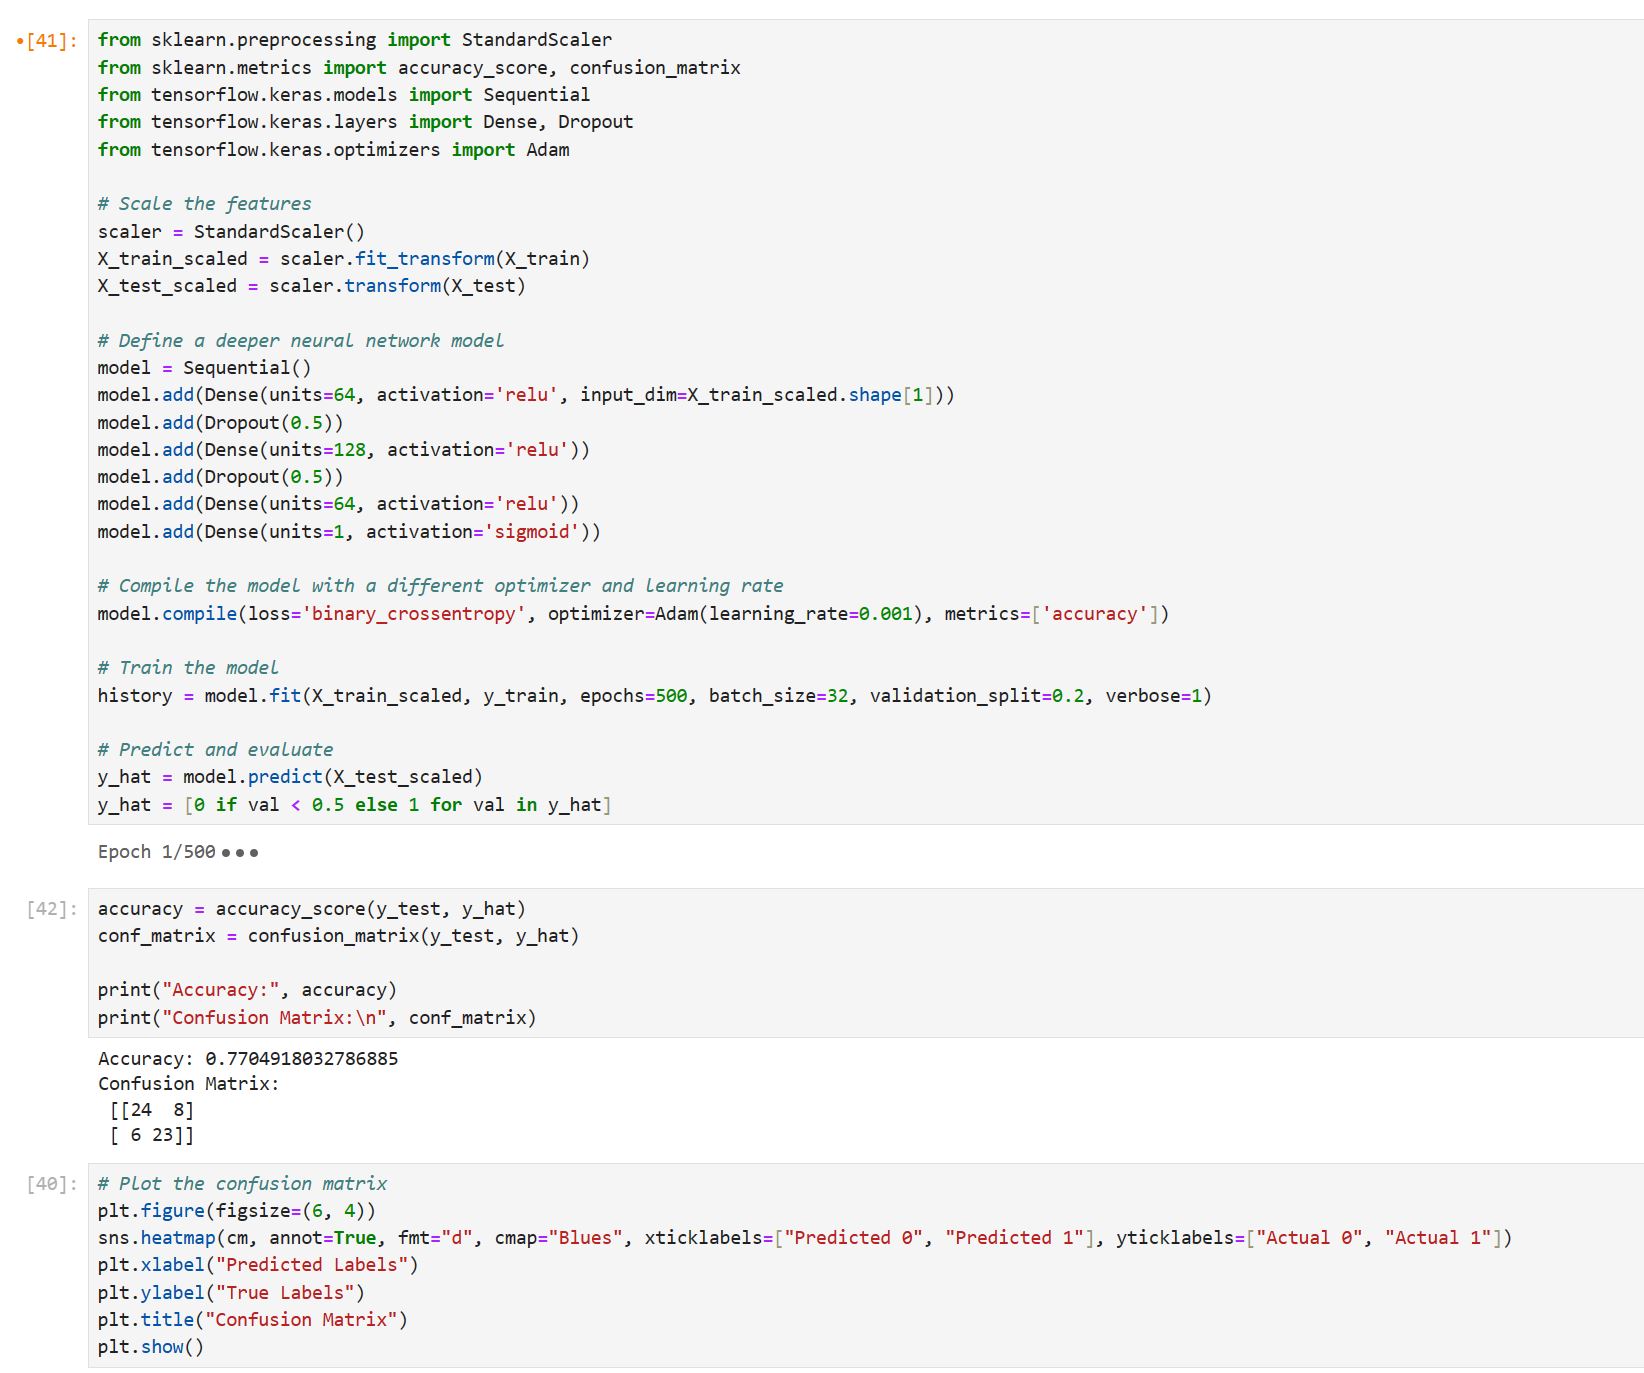 •[41]:
from sklearn.preprocessing import StandardScaler
from sklearn.metrics import accuracy_score, confusion_matrix
from tensorflow.keras.models import Sequential
from tensorflow.keras.layers import Dense, Dropout
from tensorflow.keras.optimizers import Adam
# Scale the features
scaler = StandardScaler()
X_train_scaled = scaler.fit_transform(X_train)
X_test_scaled = scaler.transform(X_test)
# Define a deeper neural network model
model = Sequential()
model.add(Dense(units=64, activation='relu', input_dim=X_train_scaled.shape[1]))
model.add(Dropout(0.5))
model.add(Dense(units=128, activation='relu'))
model.add(Dropout(0.5))
model.add(Dense(units=64, activation='relu'))
model.add(Dense(units=1, activation='sigmoid'))
# Compile the model with a different optimizer and learning rate
model.compile(loss='binary_crossentropy', optimizer=Adam(learning_rate=0.001), metrics=['accuracy'])
# Train the model
history = model.fit(X_train_scaled, y_train, epochs=500, batch_size=32, validation_split=0.2, verbose=1)
# Predict and evaluate
y_hat = model.predict(X_test_scaled)
y_hat = [0 if val < 0.5 else 1 for val in y_hat]
Epoch 1/500 •••
[42]:
accuracy = accuracy_score(y_test, y_hat)
conf_matrix = confusion_matrix(y_test, y_hat)
print("Accuracy:", accuracy)
print("Confusion Matrix:\n", conf_matrix)
Accuracy: 0.7704918032786885
Confusion Matrix:
[[24  8]
[ 6 23]]
[40]:
# Plot the confusion matrix
plt.figure(figsize=(6, 4))
sns.heatmap(cm, annot=True, fmt="d", cmap="Blues", xticklabels=["Predicted 0", "Predicted 1"], yticklabels=["Actual 0", "Actual 1"])
plt.xlabel("Predicted Labels")
plt.ylabel("True Labels")
plt.title("Confusion Matrix")
plt.show()